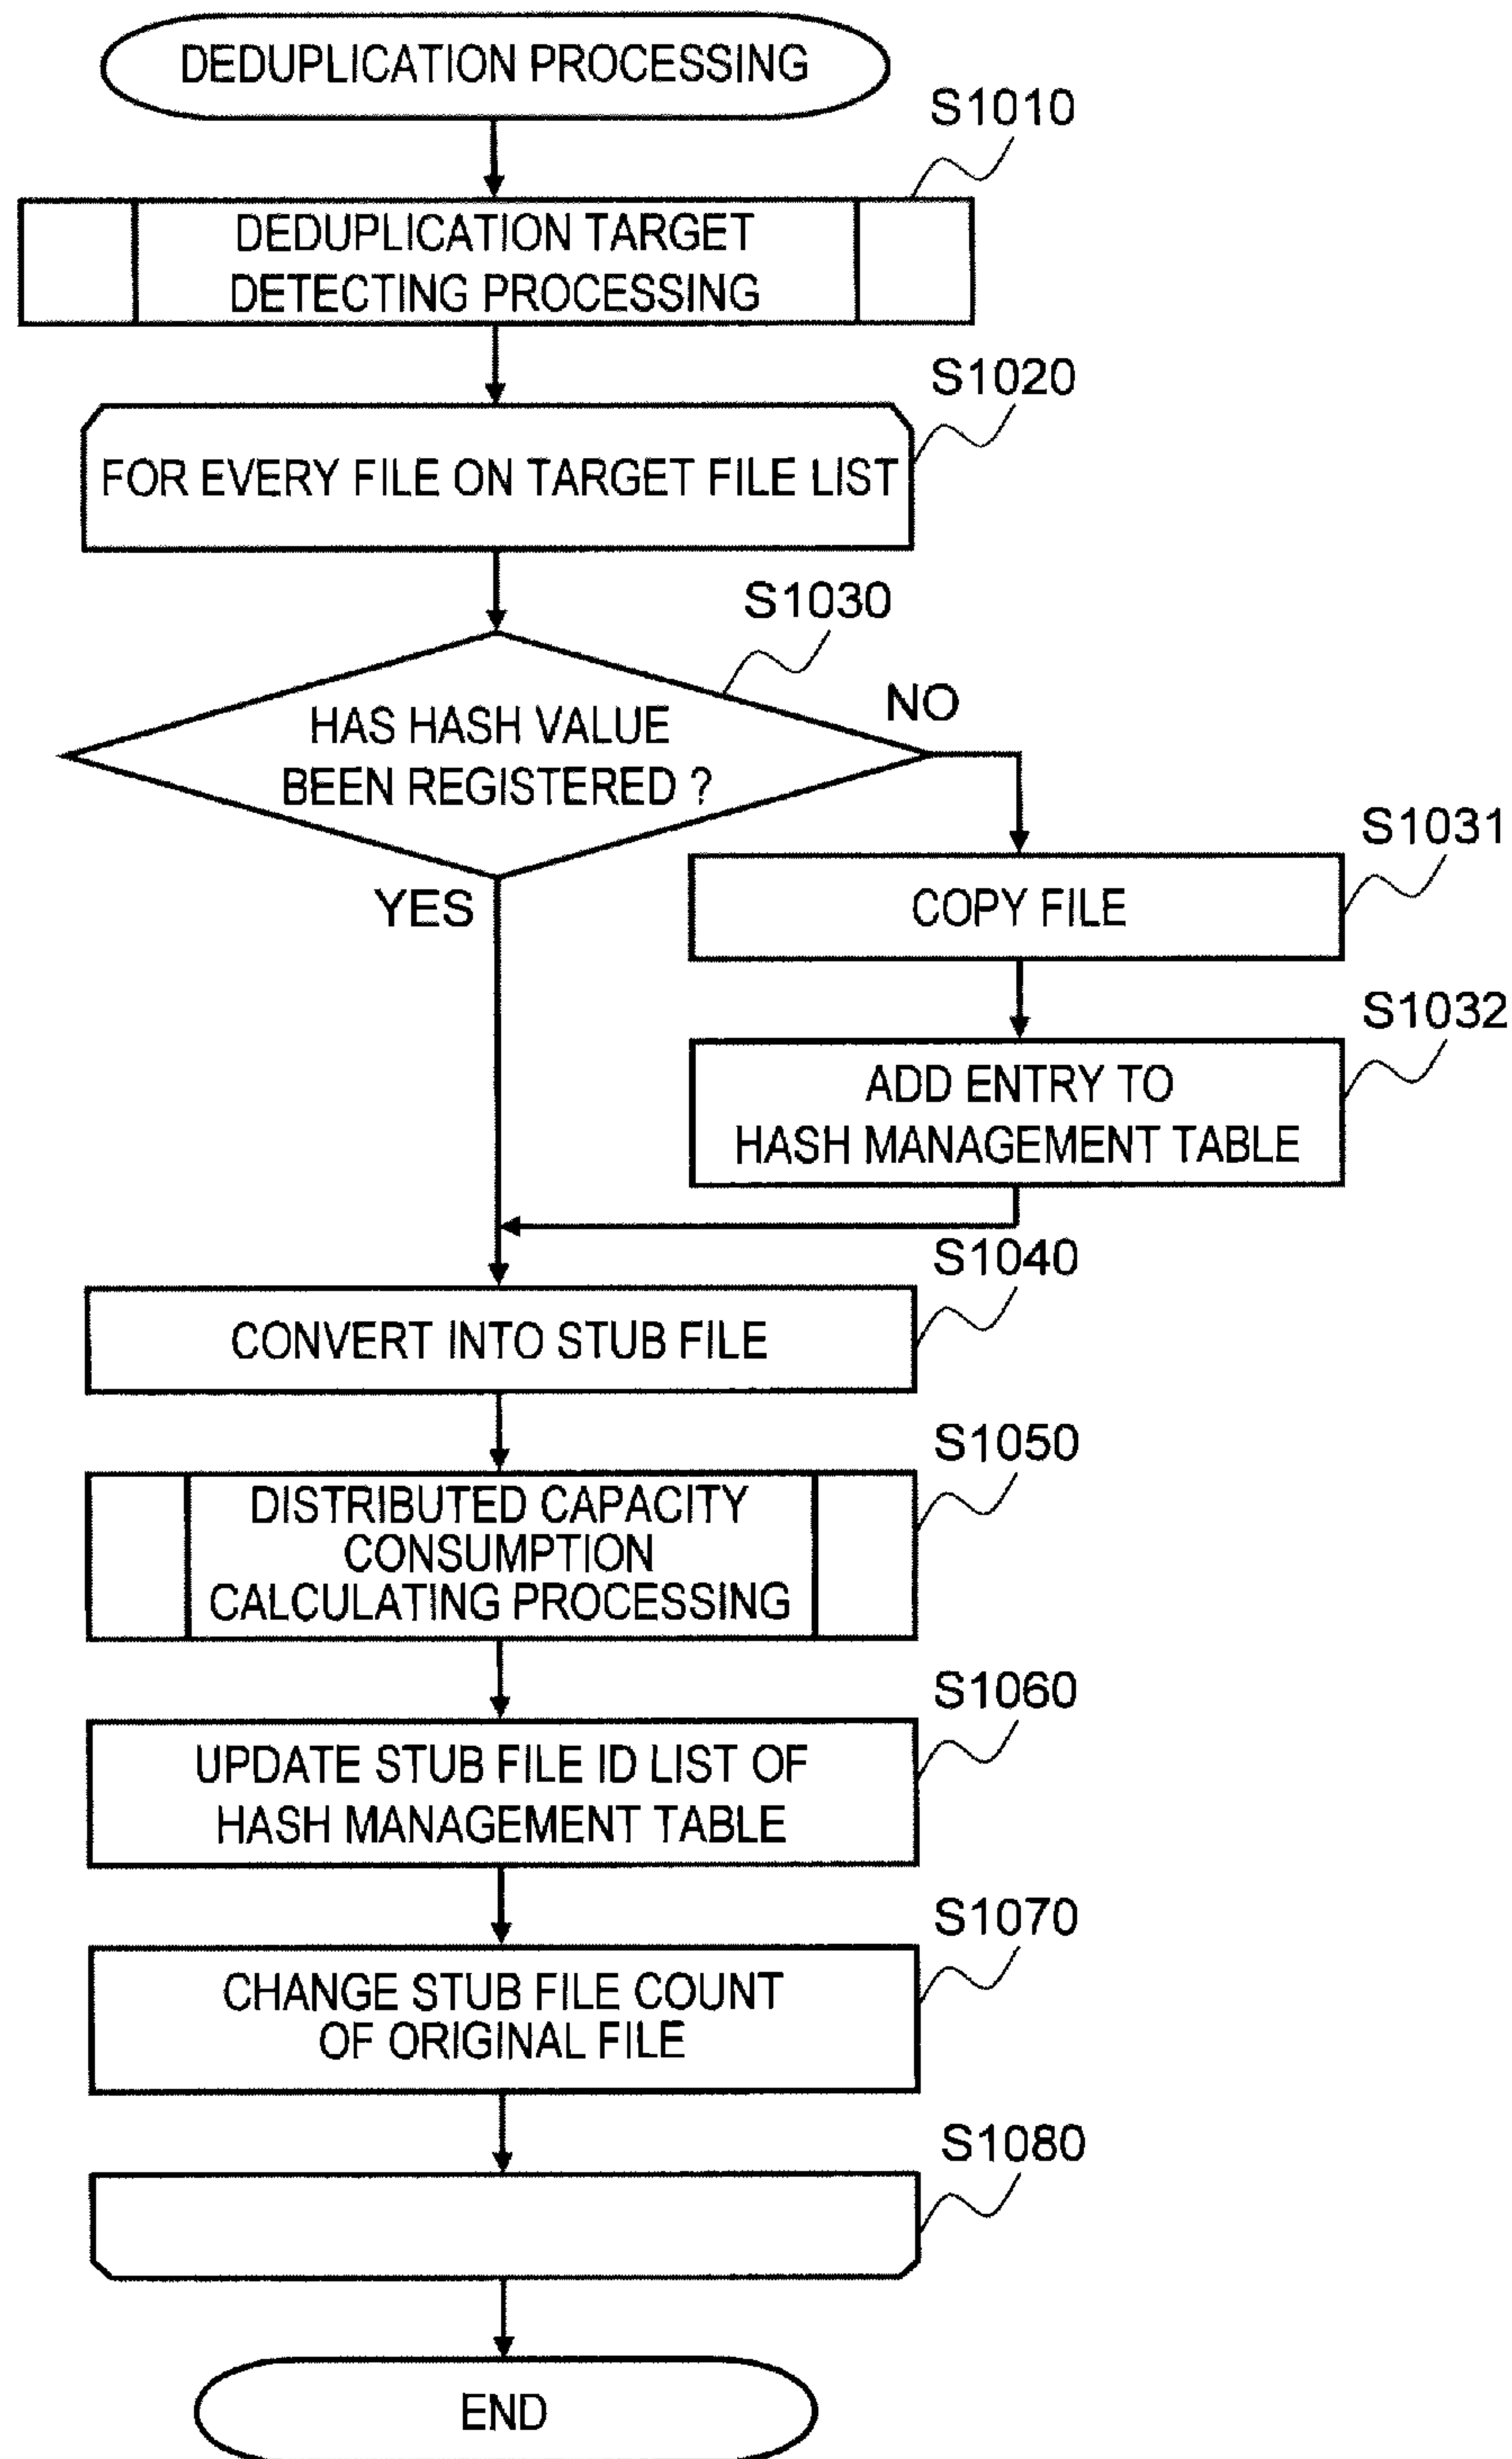 DEDUPLICATION PROCESSING
S1010
DEDUPLICATION TARGET
DETECTING PROCESSING
S1020
FOR EVERY FILE ON TARGET FILE LIST
S1030
HAS HASH VALUE
BEEN REGISTERED ?
NO
YES
S1031
COPY FILE
S1032
ADD ENTRY TO
HASH MANAGEMENT TABLE
S1040
CONVERT INTO STUB FILE
S1050
DISTRIBUTED CAPACITY
CONSUMPTION
CALCULATING PROCESSING
S1060
UPDATE STUB FILE ID LIST OF
HASH MANAGEMENT TABLE
S1070
CHANGE STUB FILE COUNT
OF ORIGINAL FILE
S1080
END